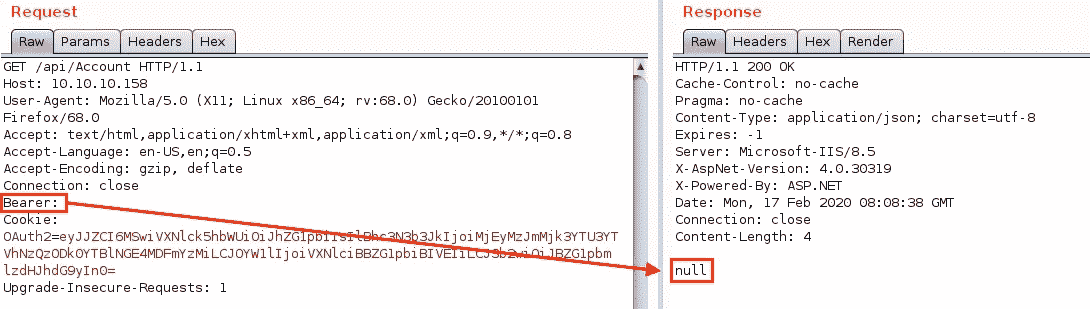 Request
Raw Params Headers Hex
GET /api/Account HTTP/1.1
Host: 10.10.10.158
User-Agent: Mozilla/5.0 (X11; Linux x86_64; rv:68.0) Gecko/20100101
Firefox/68.0
Accept: text/html,application/xhtml+xml,application/xml;q=0.9,*/*;q=0.8
Accept-Language: en-US,en;q=0.5
Accept-Encoding: gzip, deflate
Connection: close
Bearer:
Cookie:
OAuth2=eyJJZCI6MSwiVXNlck5hbWUiOiJhZG1pbiIsIlBhc3N3b3JkIjoiMjEyMzJmMjk3YTU3YT
VhNzQzODk0YTBlNGE4MDFmYzMiLCJOYW1lIjoiVXNlciBBZG1pbiBIVEIiLCJSb2wiOiJBZG1pbm
lzdHJhdG9yIn0=
Upgrade-Insecure-Requests: 1
Response
Raw Headers Hex Render
HTTP/1.1 200 OK
Cache-Control: no-cache
Pragma: no-cache
Content-Type: application/json; charset=utf-8
Expires: -1
Server: Microsoft-IIS/8.5
X-AspNet-Version: 4.0.30319
X-Powered-By: ASP.NET
Date: Mon, 17 Feb 2020 08:08:38 GMT
Connection: close
Content-Length: 4
null